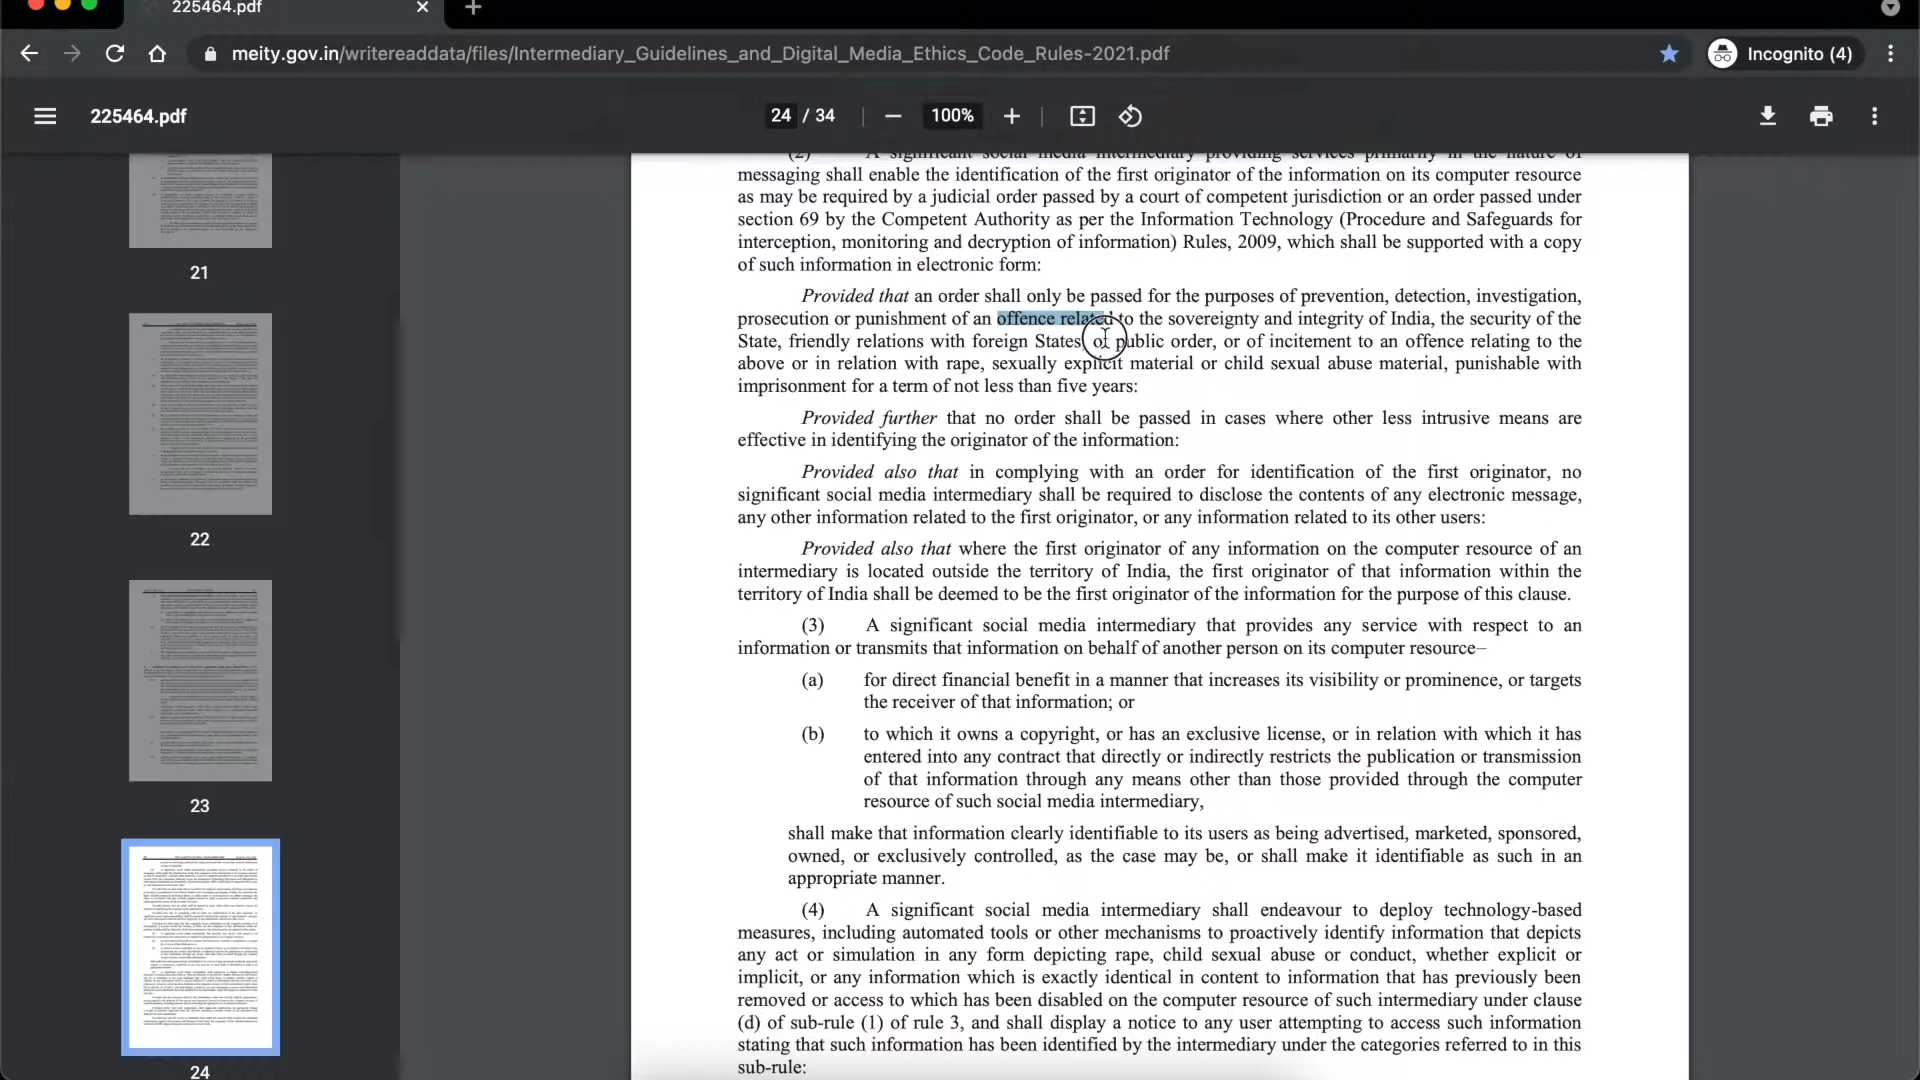 225464.pdf
meity.gov.in/writereaddata/files/Intermediary_Guidelines_and_Digital_Media_Ethics_Code_Rules-2021.pdf
Incognito (4)
225464.pdf
24 / 34
100%
21
22
23
24
(2) A significant social media intermediary providing services primarily in the nature of
messaging shall enable the identification of the first originator of the information on its computer resource
as may be required by a judicial order passed by a court of competent jurisdiction or an order passed under
section 69 by the Competent Authority as per the Information Technology (Procedure and Safeguards for
interception, monitoring and decryption of information) Rules, 2009, which shall be supported with a copy
of such information in electronic form:
Provided that an order shall only be passed for the purposes of prevention, detection, investigation,
prosecution or punishment of an offence related to the sovereignty and integrity of India, the security of the
State, friendly relations with foreign States, or public order, or of incitement to an offence relating to the
above or in relation with rape, sexually explicit material or child sexual abuse material, punishable with
imprisonment for a term of not less than five years:
Provided further that no order shall be passed in cases where other less intrusive means are
effective in identifying the originator of the information:
Provided also that in complying with an order for identification of the first originator, no
significant social media intermediary shall be required to disclose the contents of any electronic message,
any other information related to the first originator, or any information related to its other users:
Provided also that where the first originator of any information on the computer resource of an
intermediary is located outside the territory of India, the first originator of that information within the
territory of India shall be deemed to be the first originator of the information for the purpose of this clause.
(3) A significant social media intermediary that provides any service with respect to an
information or transmits that information on behalf of another person on its computer resource–
(a) for direct financial benefit in a manner that increases its visibility or prominence, or targets
the receiver of that information; or
(b) to which it owns a copyright, or has an exclusive license, or in relation with which it has
entered into any contract that directly or indirectly restricts the publication or transmission
of that information through any means other than those provided through the computer
resource of such social media intermediary,
shall make that information clearly identifiable to its users as being advertised, marketed, sponsored,
owned, or exclusively controlled, as the case may be, or shall make it identifiable as such in an
appropriate manner.
(4) A significant social media intermediary shall endeavour to deploy technology-based
measures, including automated tools or other mechanisms to proactively identify information that depicts
any act or simulation in any form depicting rape, child sexual abuse or conduct, whether explicit or
implicit, or any information which is exactly identical in content to information that has previously been
removed or access to which has been disabled on the computer resource of such intermediary under clause
(d) of sub-rule (1) of rule 3, and shall display a notice to any user attempting to access such information
stating that such information has been identified by the intermediary under the categories referred to in this
sub-rule: